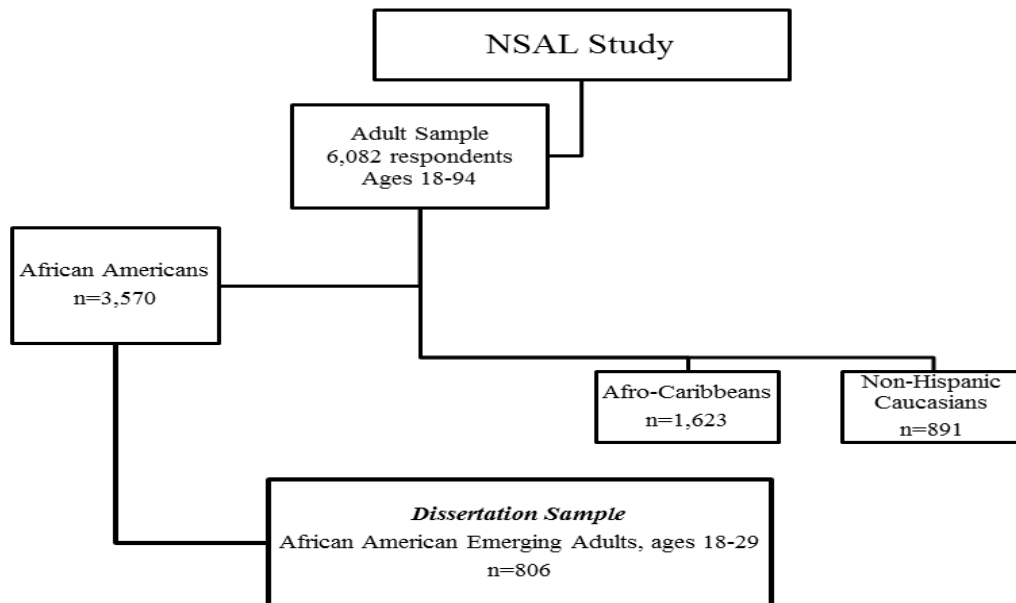 NSAL Study
Adult Sample
6,082 respondents
Ages 18-94
African Americans
n=3,570
Afro-Caribbeans
n=1,623
Non-Hispanic
Caucasians
n=891
Dissertation Sample
African American Emerging Adults, ages 18-29
n=806